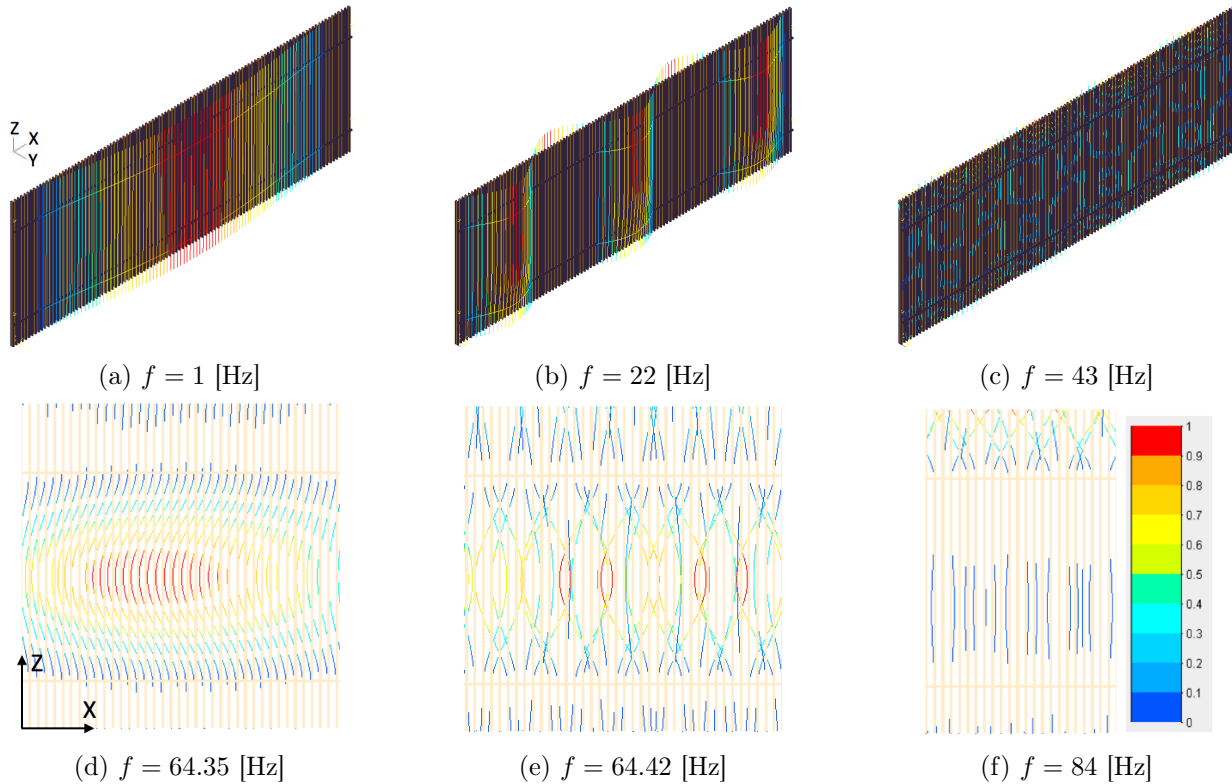 Z
X
Y
(a) f = 1 [Hz]
(b) f = 22 [Hz]
(c) f = 43 [Hz]
Z
X
1
0.9
0.8
0.7
0.6
0.5
0.4
0.3
0.2
0.1
0
(d) f = 64.35 [Hz]
(e) f = 64.42 [Hz]
(f) f = 84 [Hz]